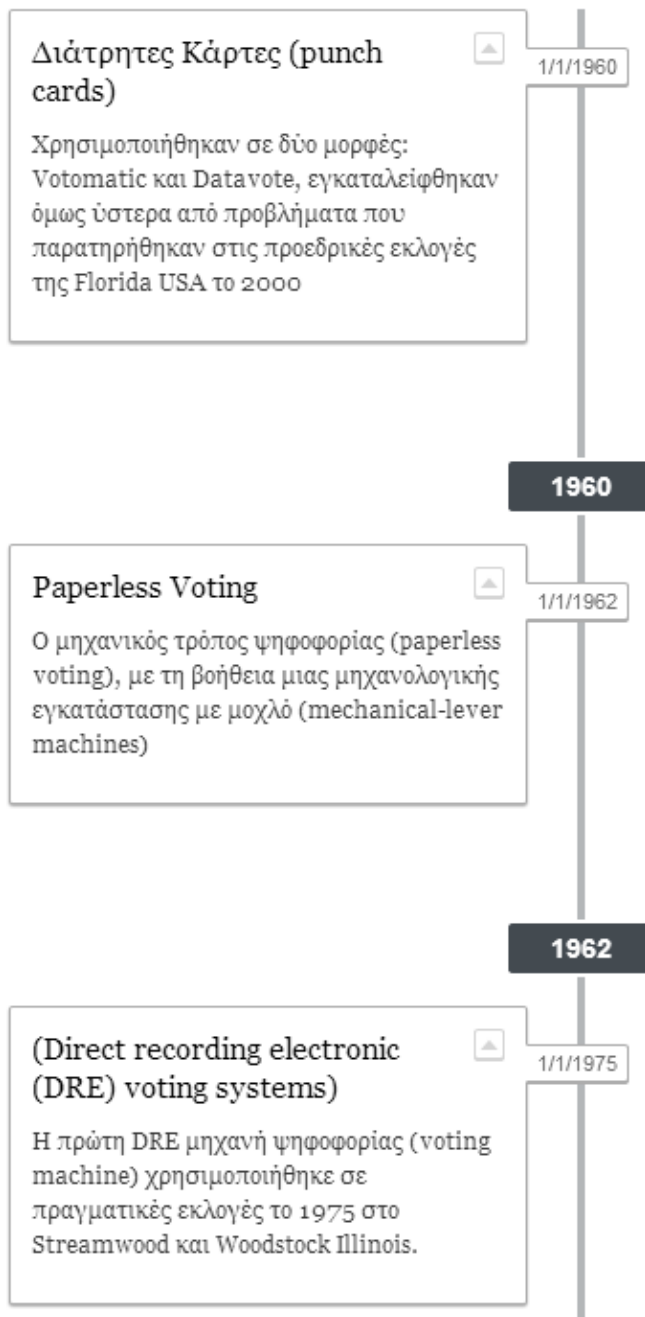 Διάτρητες Κάρτες (punch
cards)
1/1/1960
Χρησιμοποιήθηκαν σε δύο μορφές:
Votomatic και Datavote, εγκαταλείφθηκαν
όμως ύστερα από προβλήματα που
παρατηρήθηκαν στις προεδρικές εκλογές
της Florida USA το 2000
1960
Paperless Voting
1/1/1962
Ο μηχανικός τρόπος ψηφοφορίας (paperless
voting), με τη βοήθεια μιας μηχανολογικής
εγκατάστασης με μοχλό (mechanical-lever
machines)
1962
(Direct recording electronic
(DRE) voting systems)
1/1/1975
Η πρώτη DRE μηχανή ψηφοφορίας (voting
machine) χρησιμοποιήθηκε σε
πραγματικές εκλογές το 1975 στο
Streamwood και Woodstock Illinois.